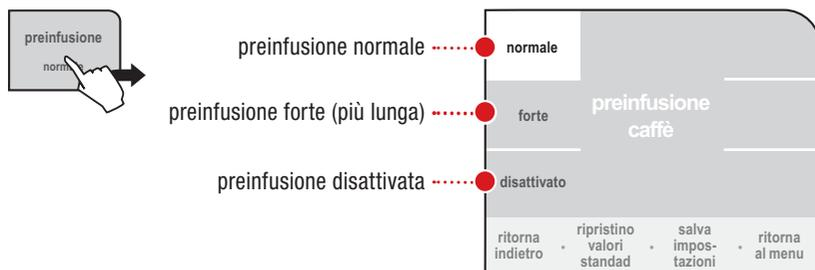 preinfusione
normale
preinfusione normale
preinfusione forte (più lunga)
preinfusione disattivata
normale
forte
disattivato
preinfusione
caffè
ritorna
indietro
ripristino
valori
standad
salva
impos-
tazioni
ritorna
al menu